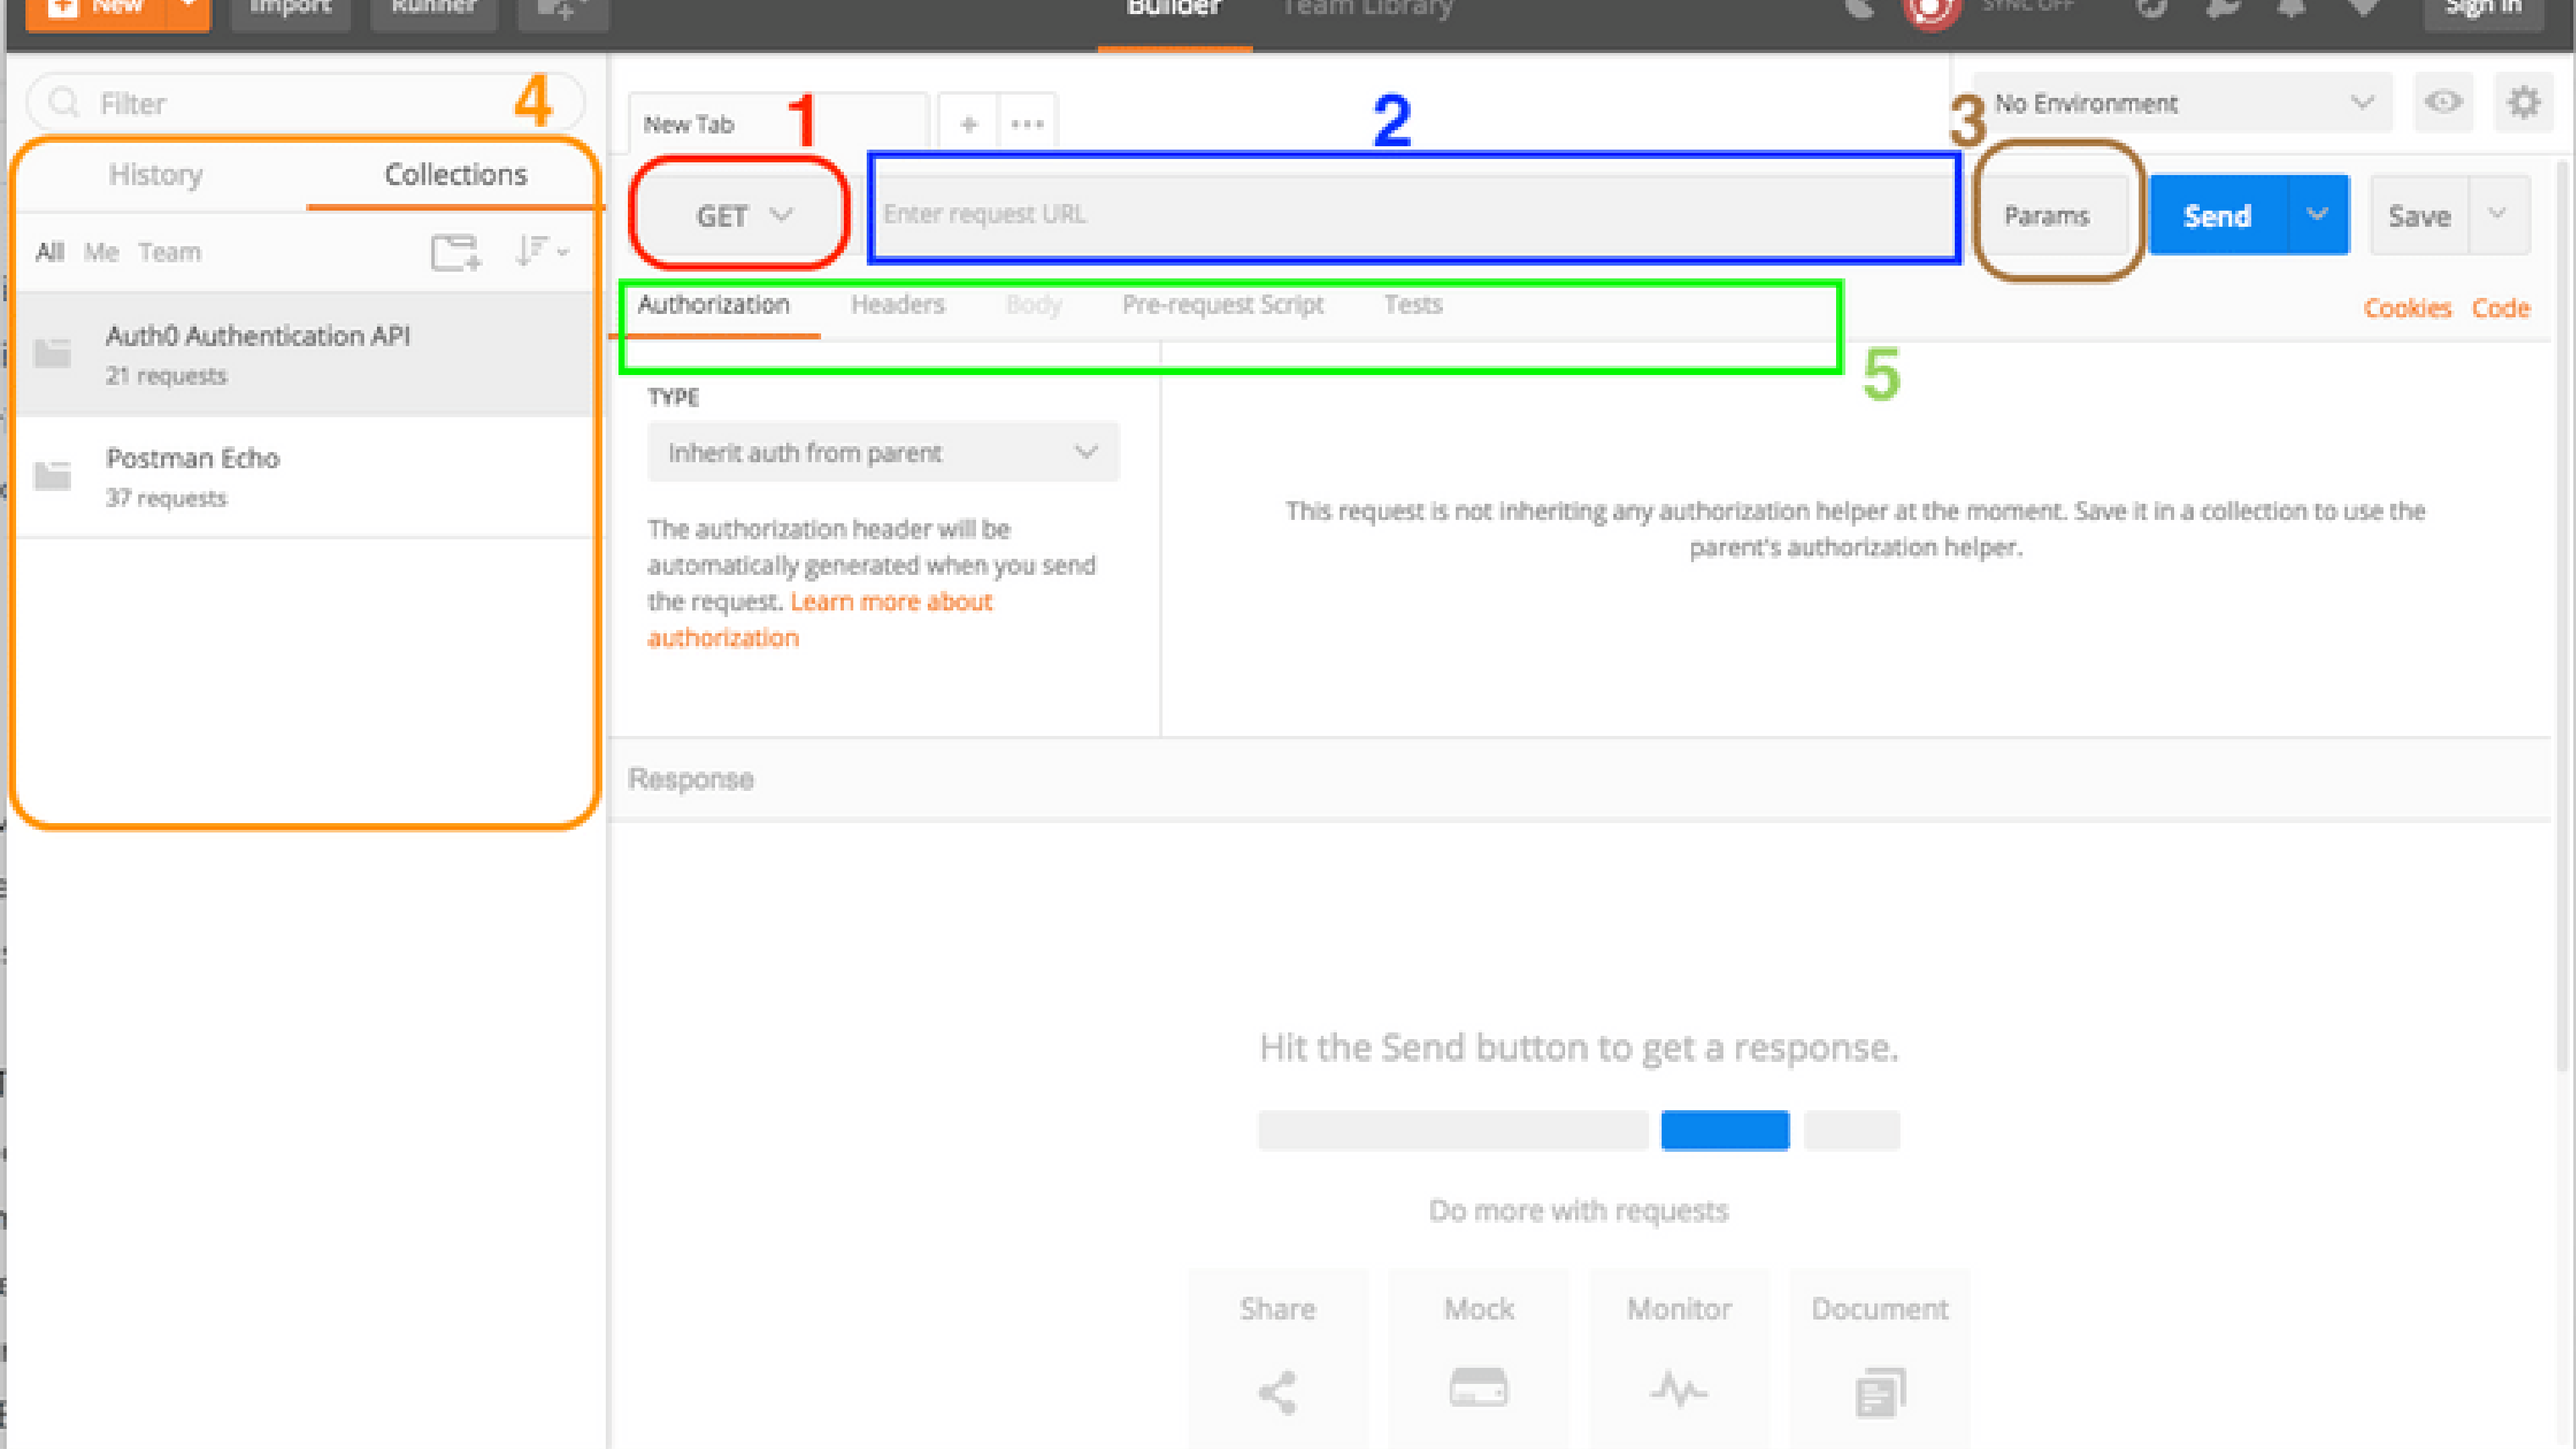 New Import Runner Builder Team Library SYNC OFF Sign In
Filter 4
New Tab 1 + ... 2 3 No Environment
History Collections
GET Enter request URL Params Send Save
All Me Team
Authorization Headers Body Pre-request Script Tests Cookies Code
Auth0 Authentication API
21 requests
5
TYPE
Inherit auth from parent
Postman Echo
37 requests
The authorization header will be
automatically generated when you send
the request. Learn more about
authorization
This request is not inheriting any authorization helper at the moment. Save it in a collection to use the
parent's authorization helper.
Response
Hit the Send button to get a response.
Do more with requests
Share Mock Monitor Document